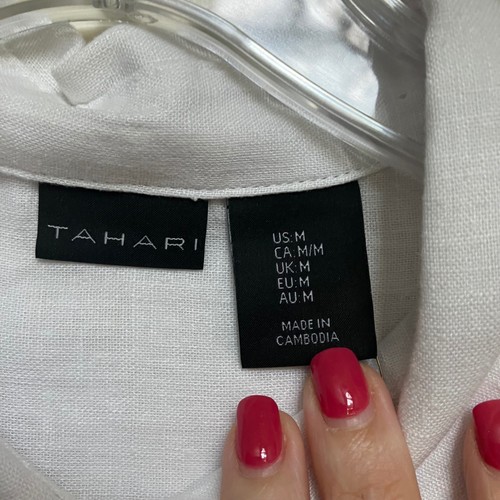 TAHARI
US:M
CA.M/M
UK:M
EU:M
AU:M
MADE IN
CAMBODIA